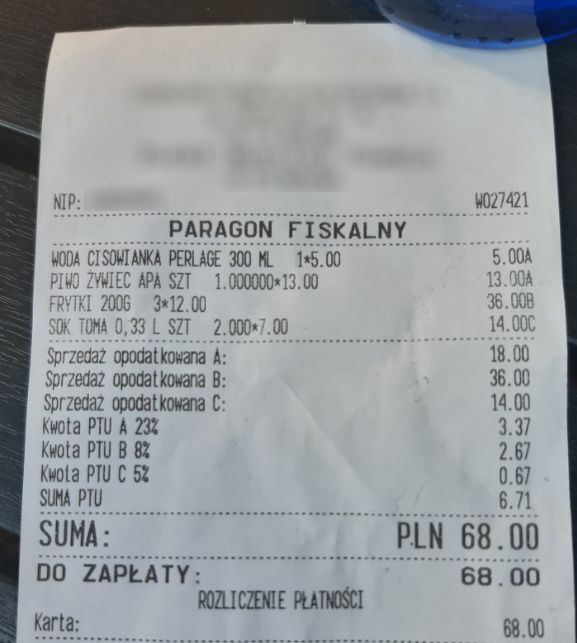 NIP: W027421
PARAGON FISKALNY
WODA CISOWIANKA PERLAGE 300 ML 1*5.00 5.00A
PIWO ŻYWIEC APA SZT 1.000000*13.00 13.00A
FRYTKI 200G 3*12.00 36.00B
SOK TOMA 0,33 L SZT 2.000*7.00 14.00C
Sprzedaż opodatkowana A: 18.00
Sprzedaż opodatkowana B: 36.00
Sprzedaż opodatkowana C: 14.00
Kwota PTU A 23% 3.37
Kwota PTU B 8% 2.67
Kwota PTU C 5% 0.67
SUMA PTU 6.71
SUMA: PLN 68.00
DO ZAPŁATY: 68.00
ROZLICZENIE PŁATNOŚCI
Karta: 68.00